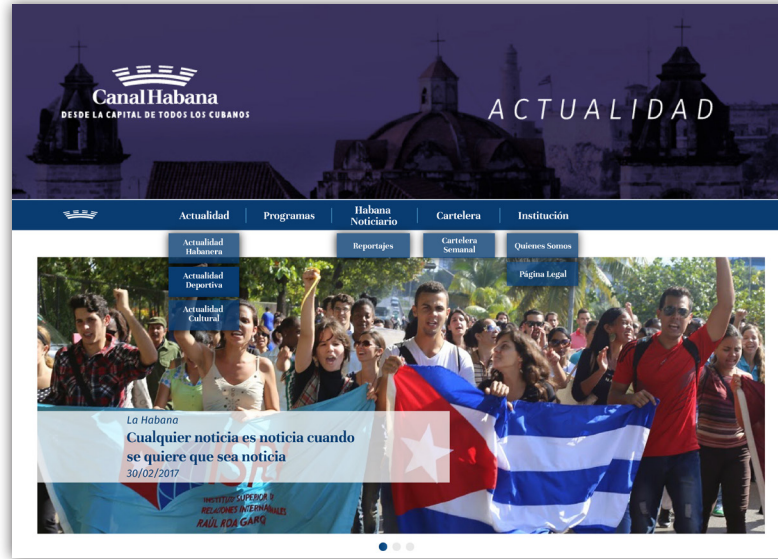 CanalHabana
DESDE LA CAPITAL DE TODOS LOS CUBANOS
ACTUALIDAD
Actualidad
Programas
Habana
Noticiario
Cartelera
Institución
Actualidad
Habanera
Actualidad
Deportiva
Actualidad
Cultural
Reportajes
Cartelera
Semanal
Quienes Somos
Página Legal
La Habana
Cualquier noticia es noticia cuando
se quiere que sea noticia
30/02/2017
ISRI
INSTITUTO SUPERIOR D
RELACIONES INTERNACIONALES
RAÚL ROA GARC